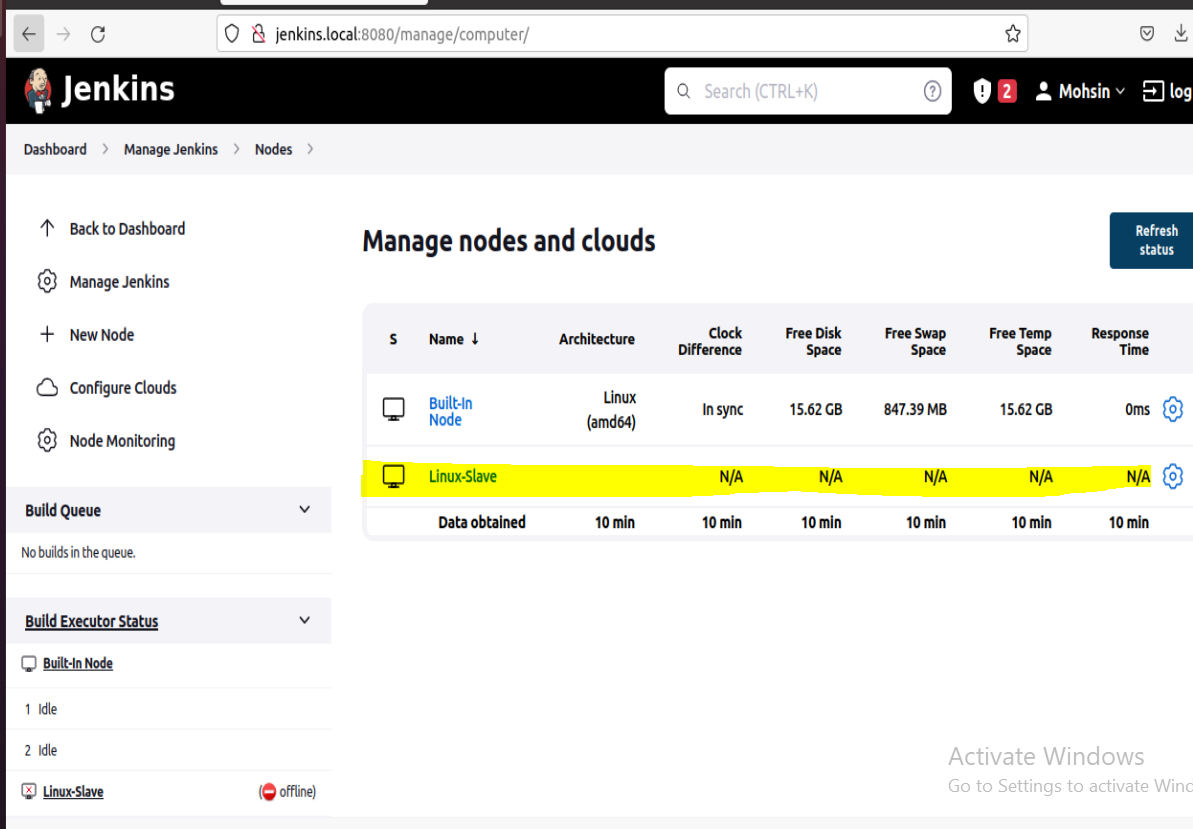 jenkins.local:8080/manage/computer/
Jenkins
Search (CTRL+K)
2
Mohsin
log
Dashboard
Manage Jenkins
Nodes
Back to Dashboard
Manage Jenkins
New Node
Configure Clouds
Node Monitoring
Build Queue
No builds in the queue.
Build Executor Status
Built-In Node
1 Idle
2 Idle
Linux-Slave (offline)
Manage nodes and clouds
Refresh
status
S Name ↓ Architecture Clock Difference Free Disk Space Free Swap Space Free Temp Space Response Time
Built-In Node Linux (amd64) In sync 15.62 GB 847.39 MB 15.62 GB 0ms
Linux-Slave N/A N/A N/A N/A N/A
Data obtained 10 min 10 min 10 min 10 min 10 min 10 min
Activate Windows
Go to Settings to activate Wind